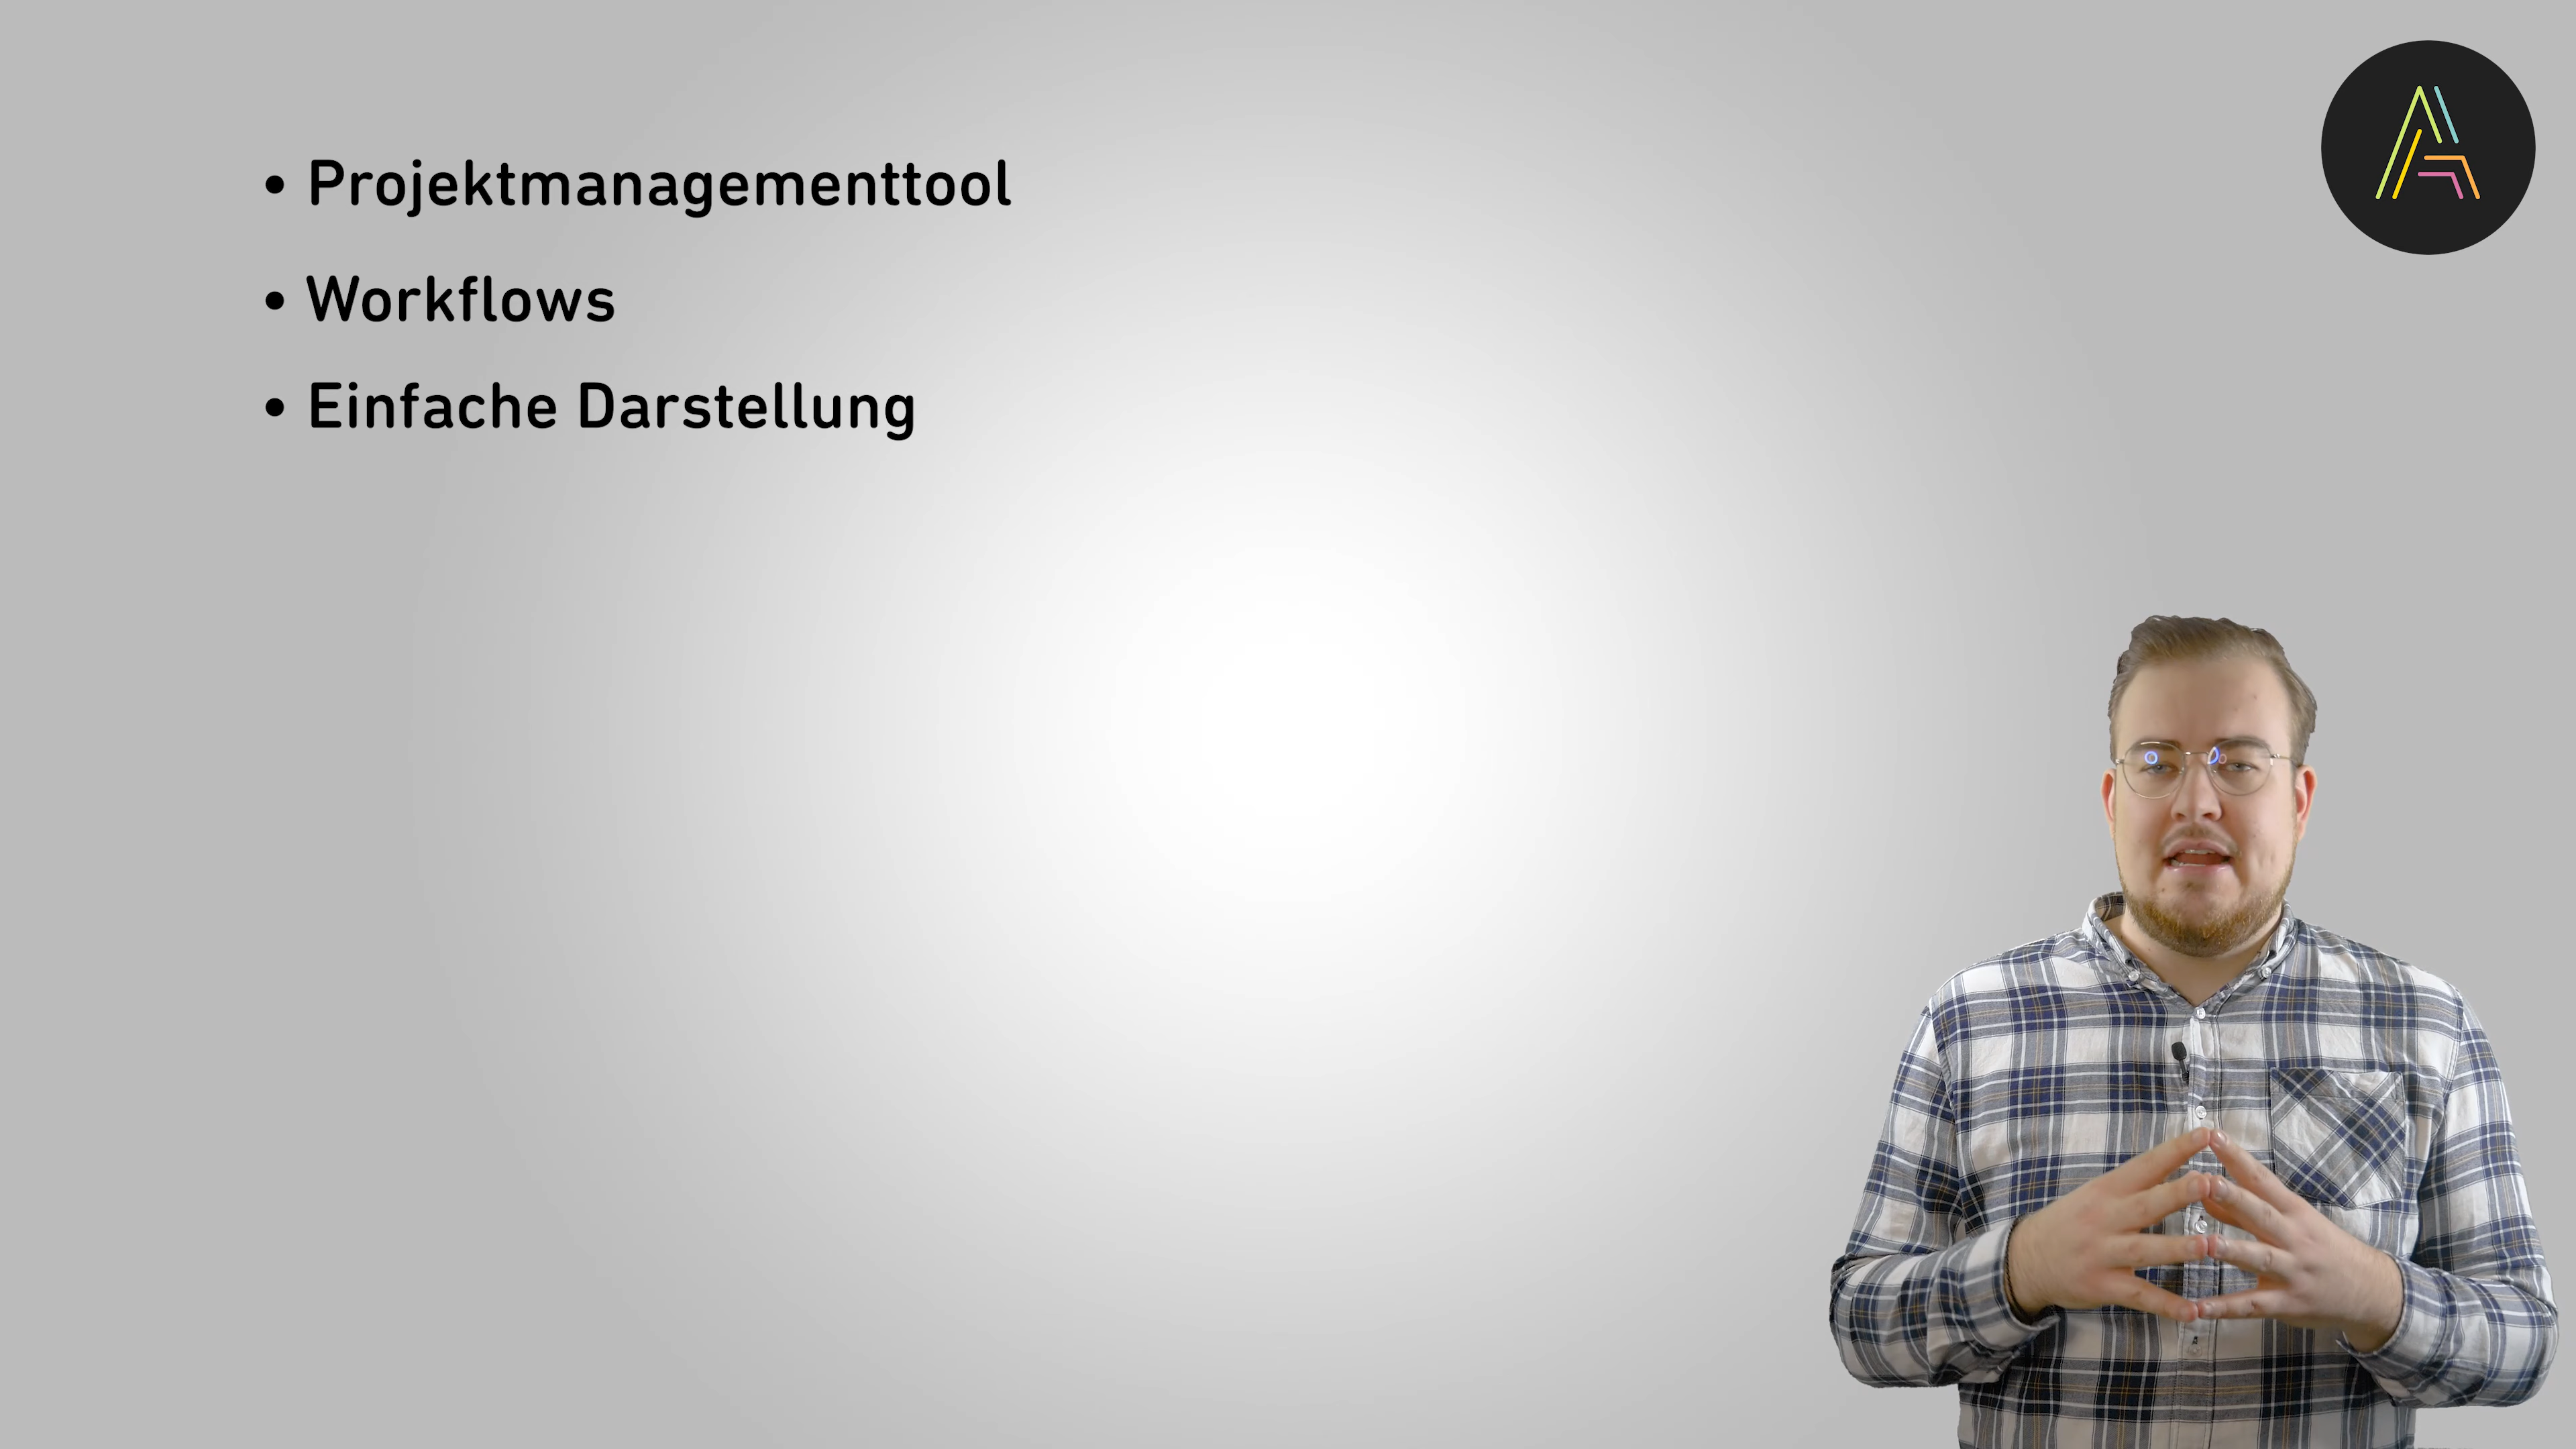 • Projektmanagementtool
• Workflows
• Einfache Darstellung